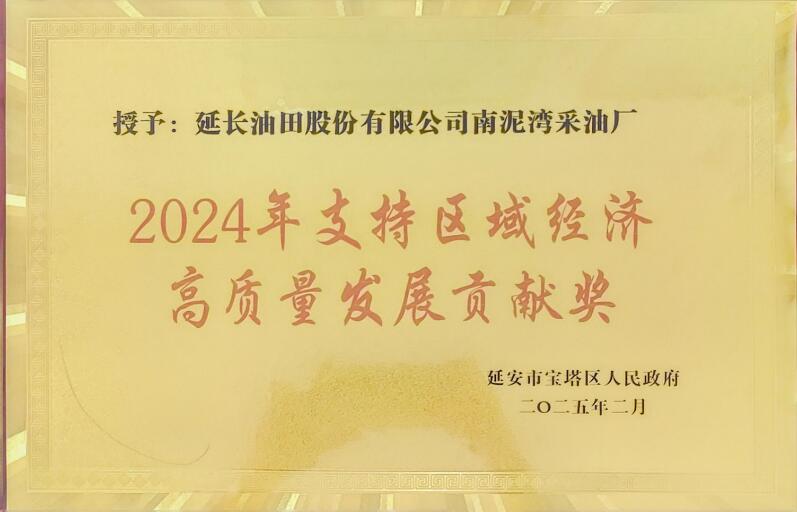 授予：延长油田股份有限公司南泥湾采油厂
2024年支持区域经济
高质量发展贡献奖
延安市宝塔区人民政府
二〇二五年二月